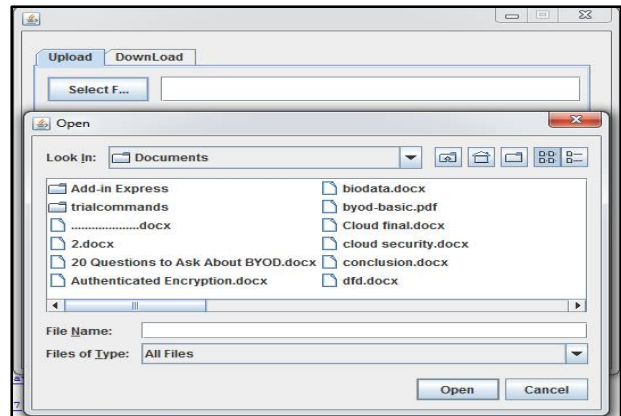 Upload DownLoad
Select F...
Open
Look In: Documents
Add-in Express
trialcommands
....................docx
2.docx
20 Questions to Ask About BYOD.docx
Authenticated Encryption.docx
biodata.docx
byod-basic.pdf
Cloud final.docx
cloud security.docx
conclusion.docx
dfd.docx
File Name:
Files of Type: All Files
Open Cancel